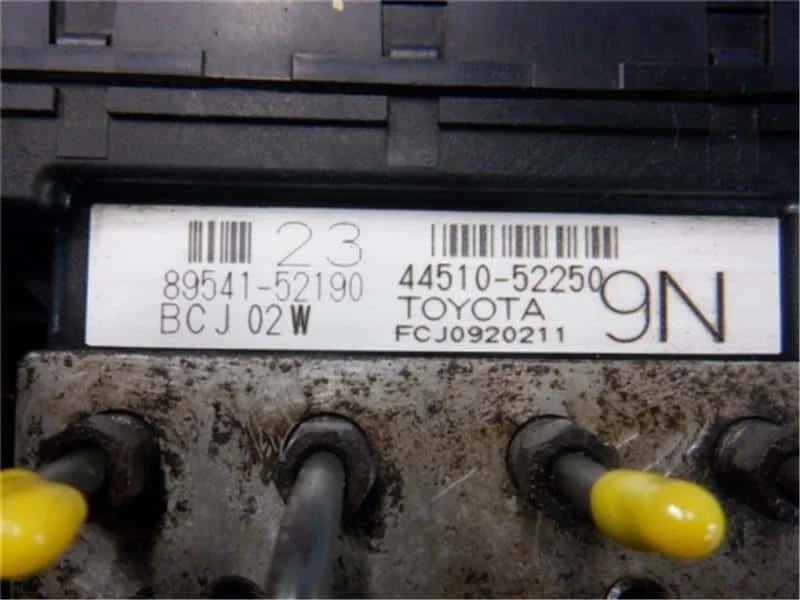 23
89541-52190
BCJ 02W
44510-52250
TOYOTA
FCJ0920211
9N